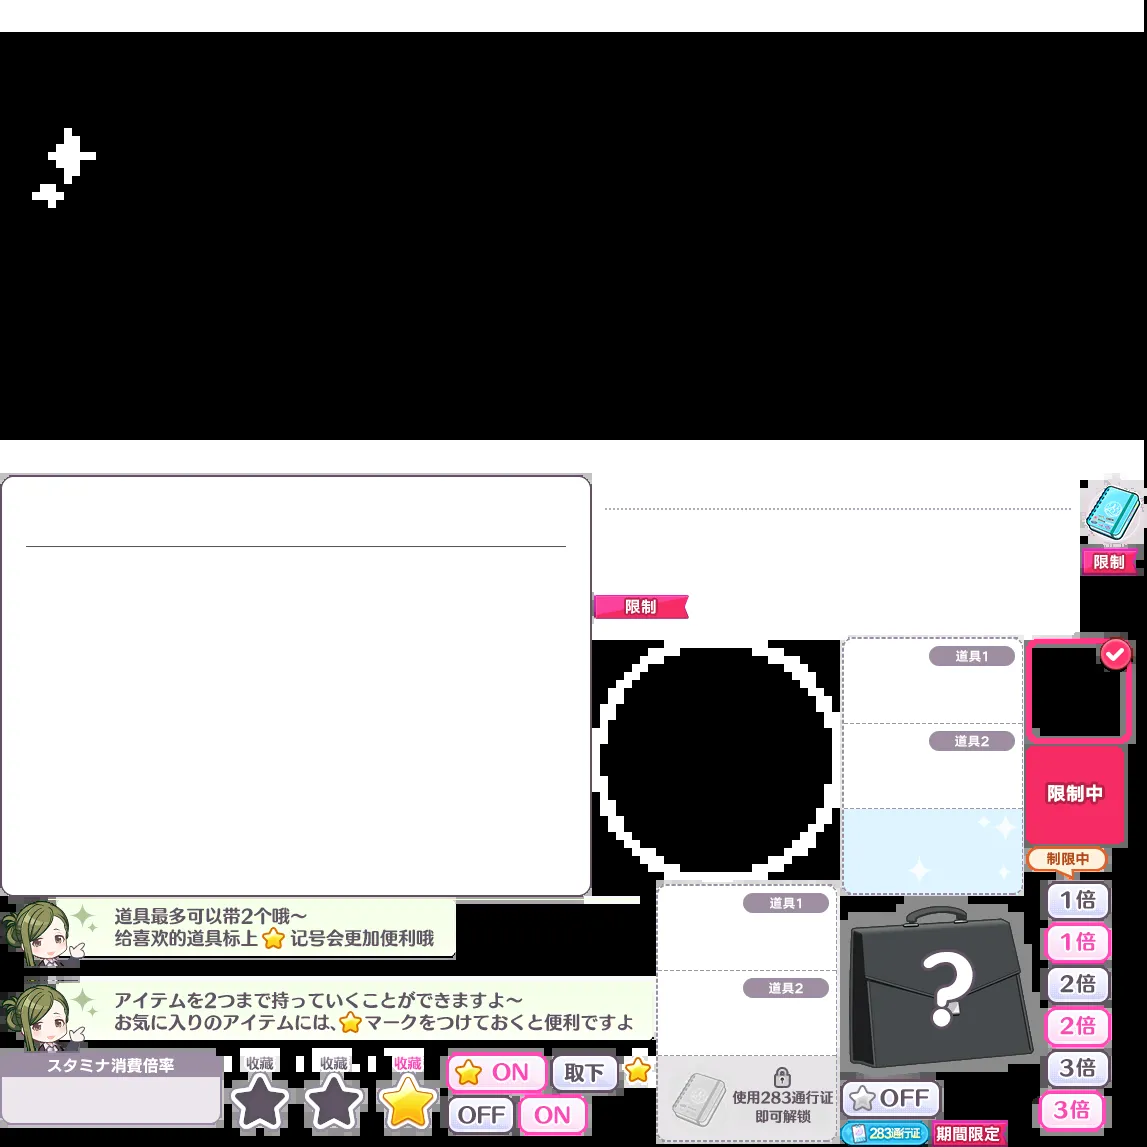 限制
限制
道具1
道具2
限制中
制限中
道具最多可以带2个哦～
给喜欢的道具标上 记号会更加便利哦
道具1
道具2
1倍
1倍
2倍
2倍
3倍
3倍
アイテムを2つまで持っていくことができますよ～
お気に入りのアイテムには、マークをつけておくと便利ですよ
スタミナ消費倍率
收藏
收藏
收藏
ON
取下
OFF
ON
使用283通行证
即可解锁
?
OFF
283通行证
期間限定